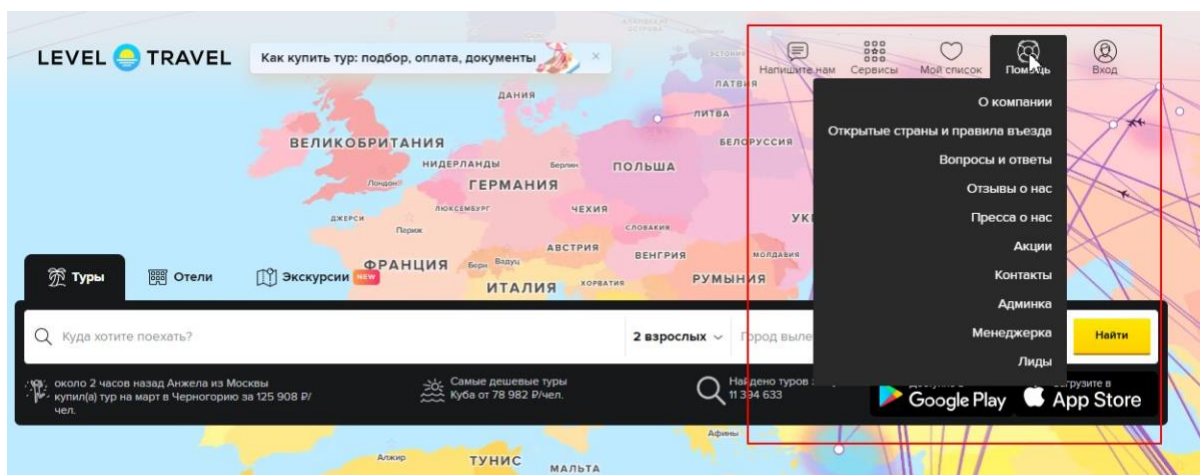 LEVEL TRAVEL
Как купить тур: подбор, оплата, документы
Напишите нам
Сервисы
Мой список
Помощь
Вход
О компании
Открытые страны и правила въезда
Вопросы и ответы
Отзывы о нас
Пресса о нас
Акции
Контакты
Админка
Менеджерка
Лиды
ЭСТОНИЯ
ЛАТВИЯ
ДАНИЯ
ЛИТВА
ВЕЛИКОБРИТАНИЯ
БЕЛОРУССИЯ
НИДЕРЛАНДЫ
Берлин
ПОЛЬША
Лондон
ГЕРМАНИЯ
ЛЮКСЕМБУРГ
ЧЕХИЯ
ДЖЕРСИ
УК
Париж
СЛОВАКИЯ
АВСТРИЯ
ВЕНГРИЯ
МОЛДАВИЯ
ФРАНЦИЯ
Берн
Вадуц
ИТАЛИЯ
ХОРВАТИЯ
РУМЫНИЯ
Туры
Отели
Экскурсии NEW
Куда хотите поехать?
2 взрослых
Город выле
Найти
около 2 часов назад Анжела из Москвы
купил(а) тур на март в Черногорию за 125 908 ₽/
чел.
Самые дешевые туры
Куба от 78 982 ₽/чел.
Найдено туров
11 394 633
Google Play
Загрузите в
App Store
Афины
Алжир
ТУНИС
МАЛЬТА